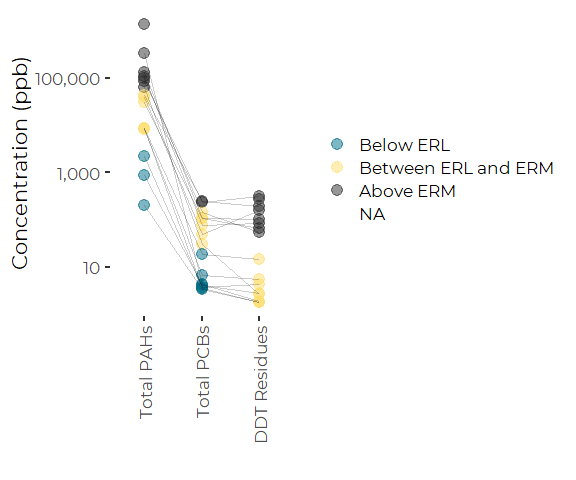 Concentration (ppb)
100,000
1,000
10
Total PAHs
Total PCBs
DDT Residues
Below ERL
Between ERL and ERM
Above ERM
NA